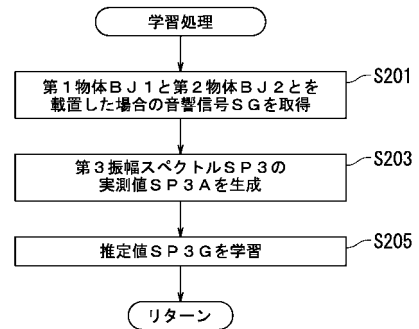 学習処理
第1物体BJ1と第2物体BJ2とを
載置した場合の音響信号SGを取得
S201
第3振幅スペクトルSP3の
実測値SP3Aを生成
S203
推定値SP3Gを学習
S205
リターン